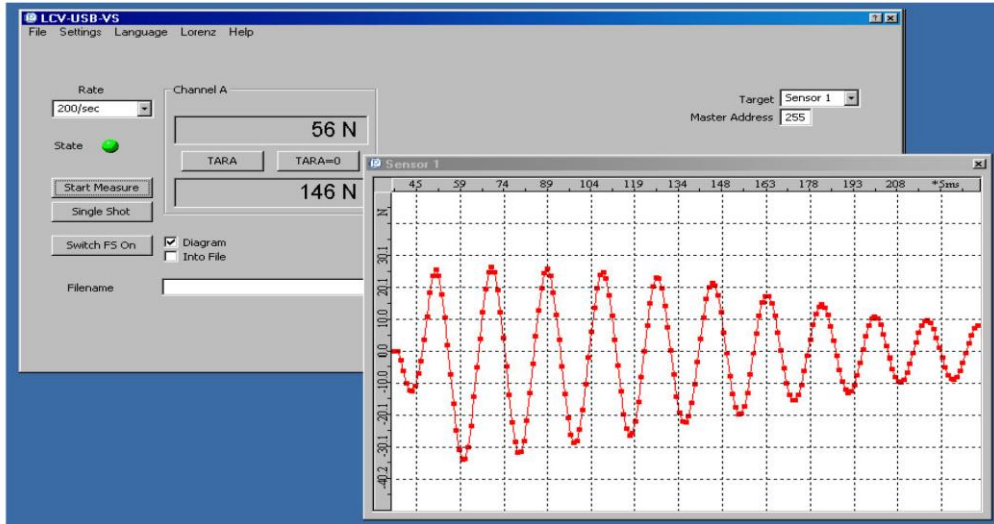 LCV-USB-VS
File Settings Language Lorenz Help
Rate
200/sec
State
Start Measure
Single Shot
Switch FS On
Channel A
56 N
TARA TARA=0
146 N
Diagram
Into File
Filename
Target Sensor 1
Master Address 255
Sensor 1
45 59 74 89 104 119 134 148 163 178 193 208 *5ms
N
30,1
20,1
10,0
0,0
-10,0
-20,1
-30,1
-40,2